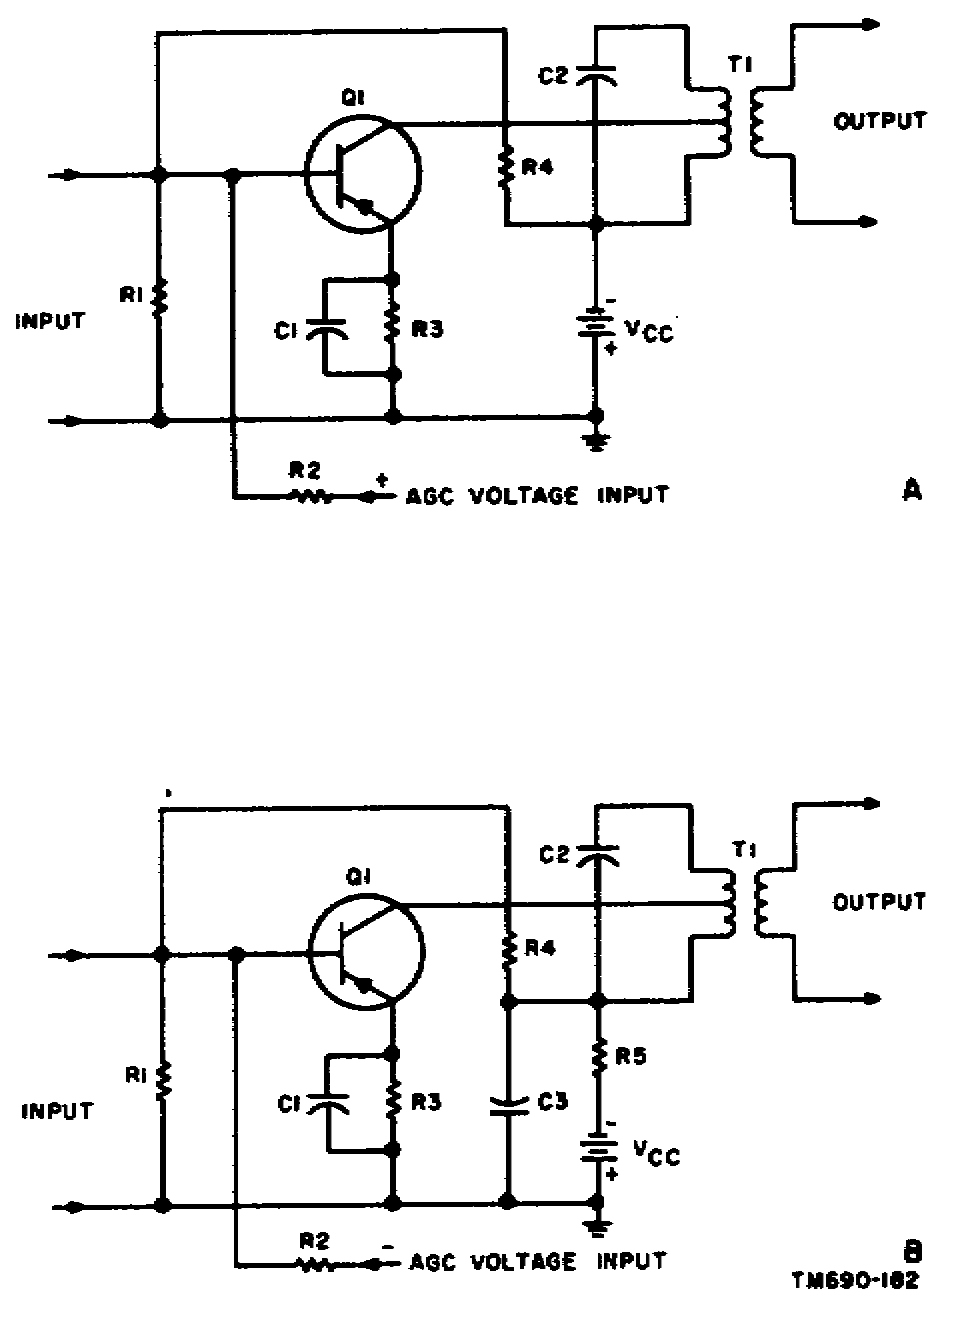 C2
T1
Q1
OUTPUT
R4
R1
INPUT
C1
R3
-
VCC
+
R2
+
AGC VOLTAGE INPUT
A
C2
T1
Q1
OUTPUT
R4
R5
R1
C1
R3
C3
INPUT
-
VCC
+
R2
-
AGC VOLTAGE INPUT
B
TM690-182